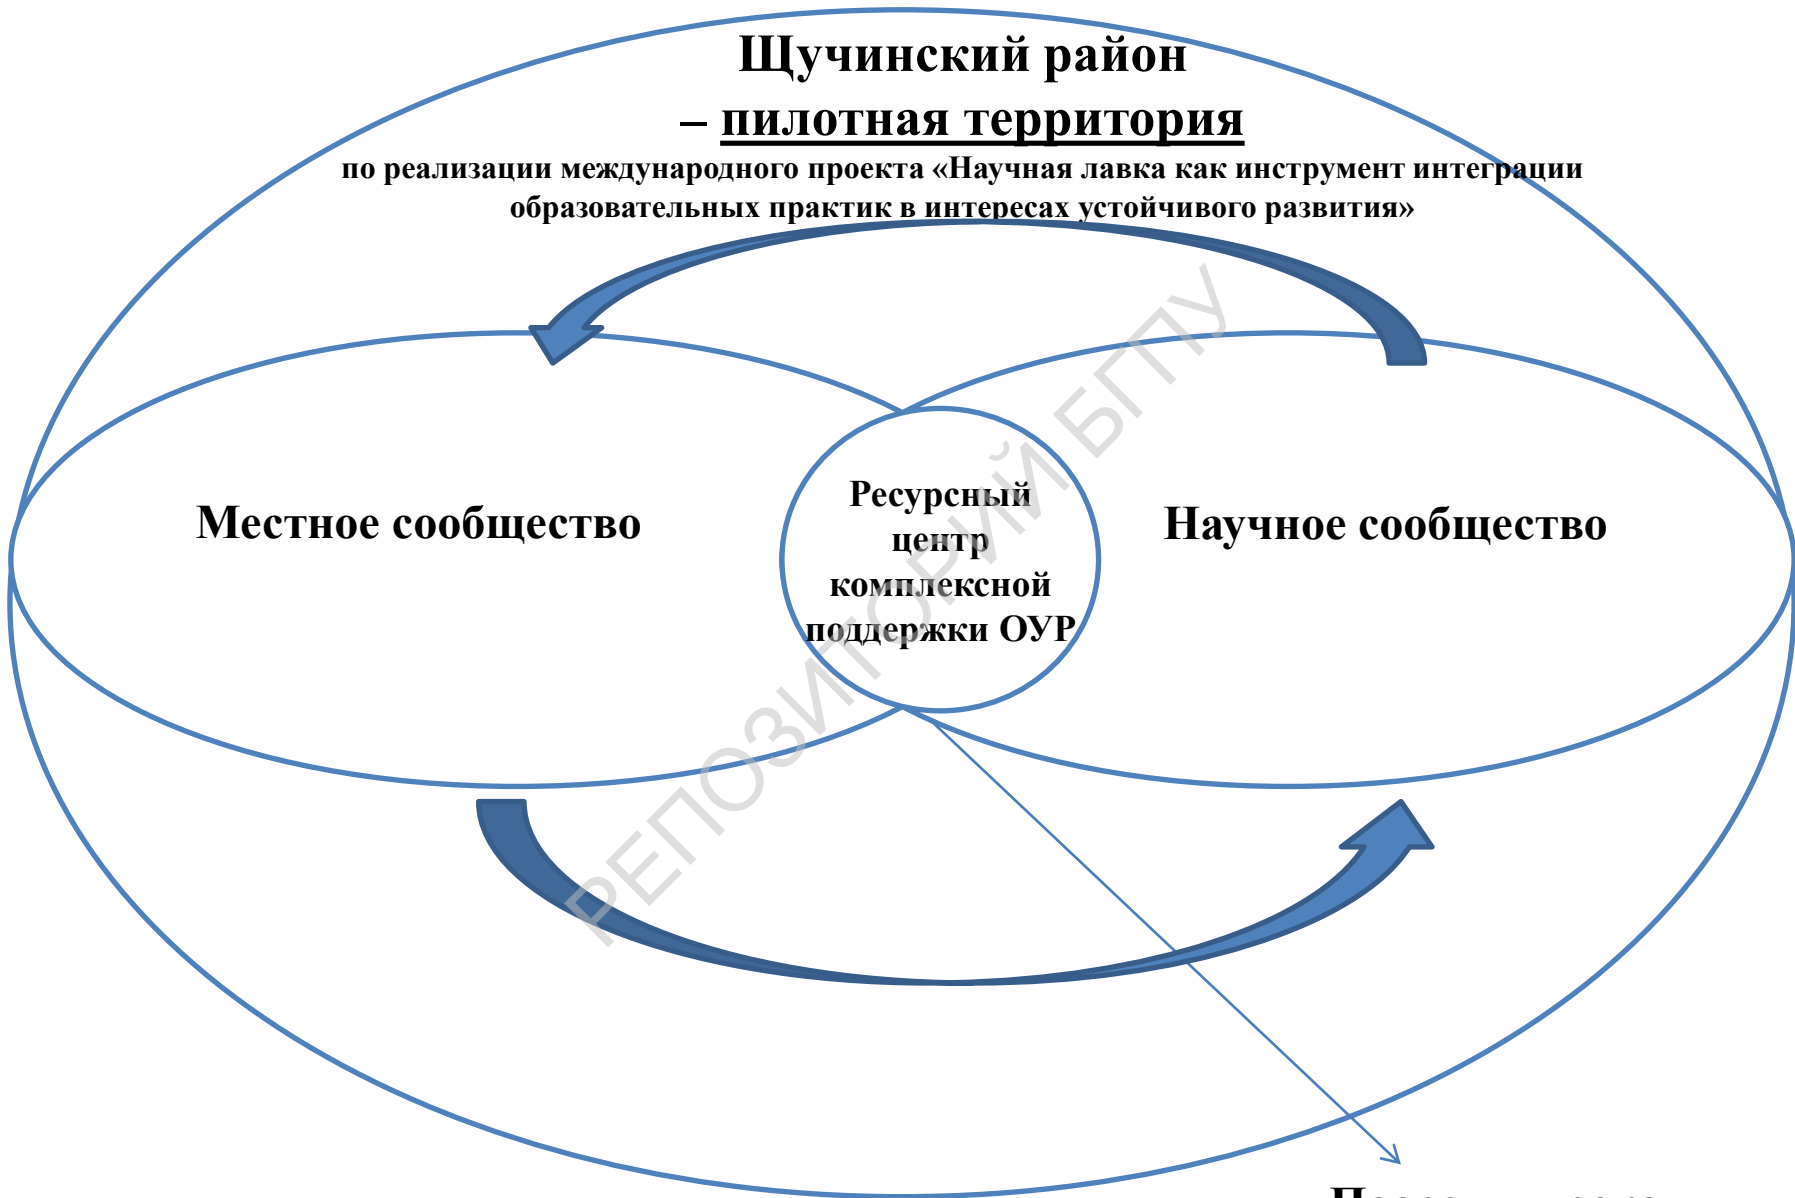 Щучинский район
– пилотная территория
по реализации международного проекта «Научная лавка как инструмент интеграции
образовательных практик в интересах устойчивого развития»
Местное сообщество
Ресурсный
центр
комплексной
поддержки ОУР
Научное сообщество
РЕПОЗИТОРИЙ БГПУ